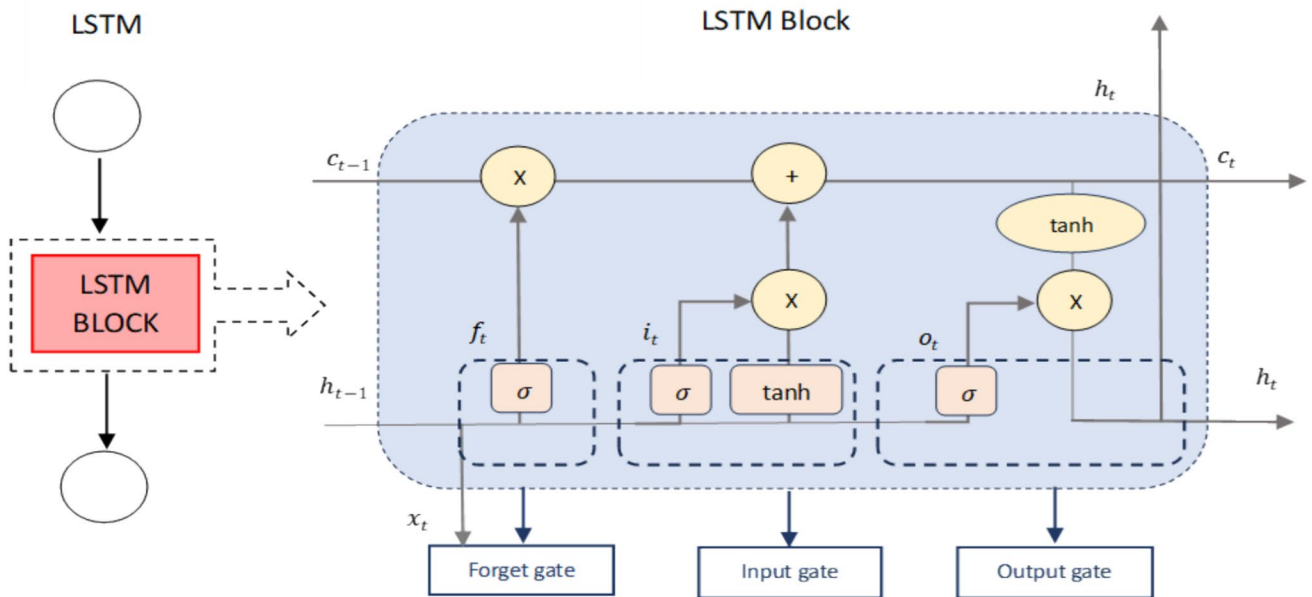 LSTM
LSTM
BLOCK
LSTM Block
h_t
c_{t-1}
X
+
c_t
tanh
X
X
f_t
i_t
o_t
h_{t-1}
σ
σ
tanh
σ
h_t
x_t
Forget gate
Input gate
Output gate